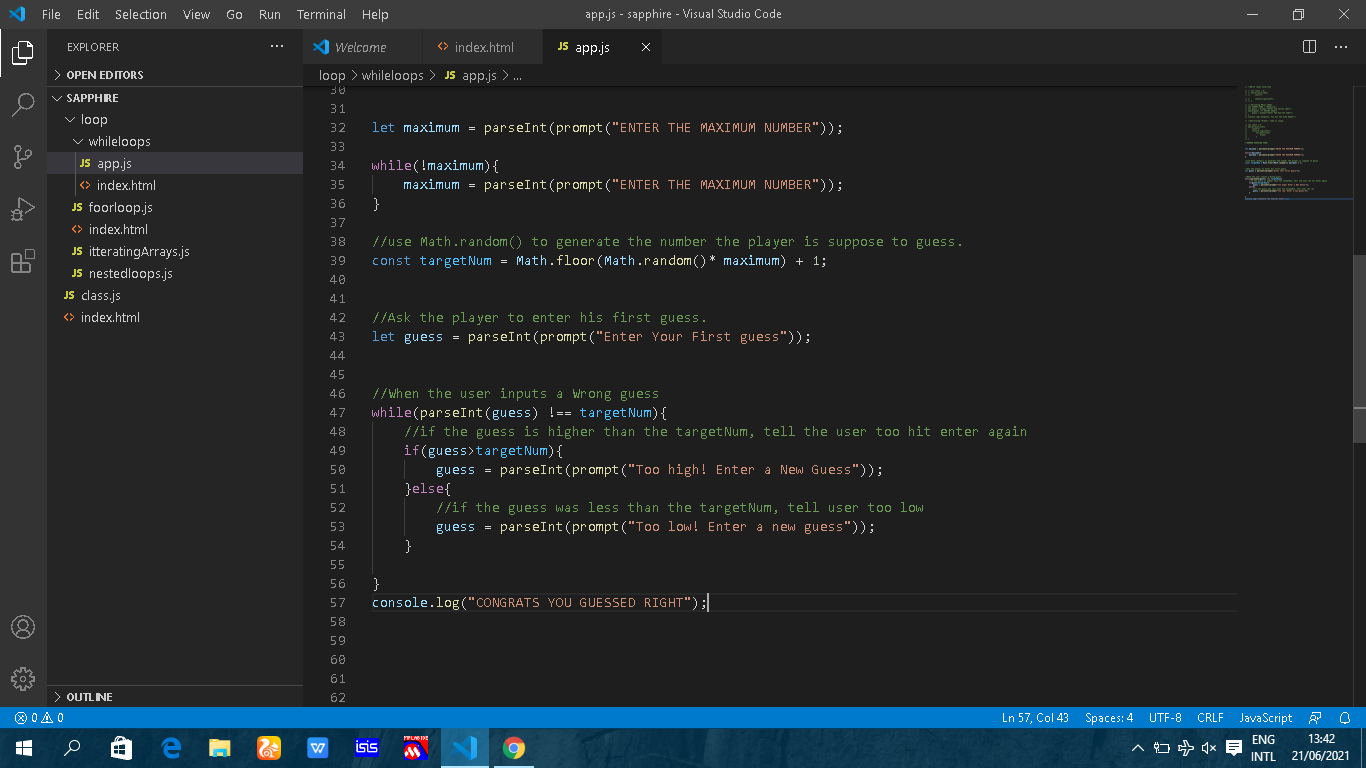 File Edit Selection View Go Run Terminal Help app.js - sapphire - Visual Studio Code
EXPLORER
Welcome
index.html
JS app.js
OPEN EDITORS
loop whileloops JS app.js ...
SAPPHIRE
loop
whileloops
JS app.js
index.html
JS foorloop.js
index.html
JS itteratingArrays.js
JS nestedloops.js
JS class.js
index.html
OUTLINE
30
31
32 let maximum = parseInt(prompt("ENTER THE MAXIMUM NUMBER"));
33
34 while(!maximum){
35 maximum = parseInt(prompt("ENTER THE MAXIMUM NUMBER"));
36 }
37
38 //use Math.random() to generate the number the player is suppose to guess.
39 const targetNum = Math.floor(Math.random()* maximum) + 1;
40
41
42 //Ask the player to enter his first guess.
43 let guess = parseInt(prompt("Enter Your First guess"));
44
45
46 //When the user inputs a Wrong guess
47 while(parseInt(guess) !== targetNum){
48 //if the guess is higher than the targetNum, tell the user too hit enter again
49 if(guess>targetNum){
50 guess = parseInt(prompt("Too high! Enter a New Guess"));
51 }else{
52 //if the guess was less than the targetNum, tell user too low
53 guess = parseInt(prompt("Too low! Enter a new guess"));
54 }
55
56 }
57 console.log("CONGRATS YOU GUESSED RIGHT");
58
59
60
61
62
0 0 Ln 57, Col 43 Spaces: 4 UTF-8 CRLF JavaScript
W isis MPLAB IDE ENG 13:42
INTL 21/06/2021